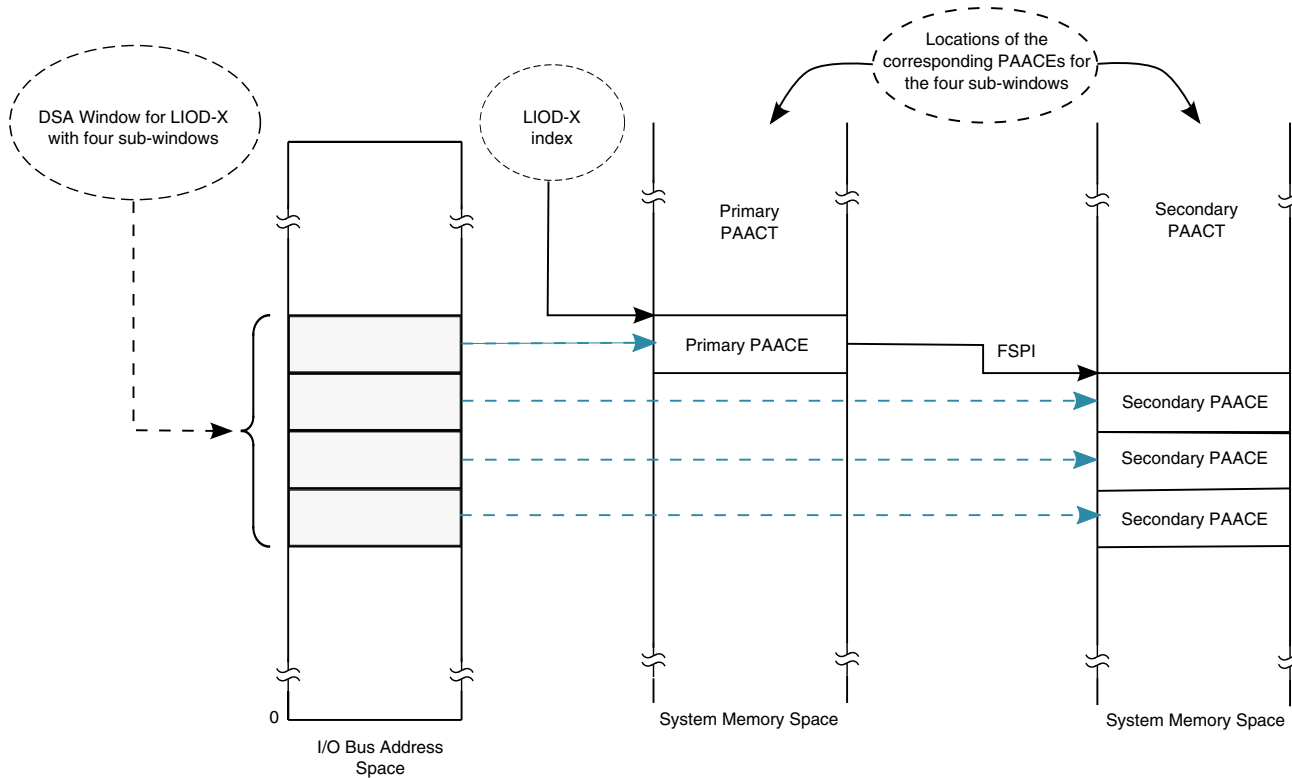 Locations of the
corresponding PAACEs for
the four sub-windows
DSA Window for LIOD-X
with four sub-windows
LIOD-X
index
Primary
PAACT
Secondary
PAACT
Primary PAACE
FSPI
Secondary PAACE
Secondary PAACE
Secondary PAACE
0
I/O Bus Address
Space
System Memory Space
System Memory Space